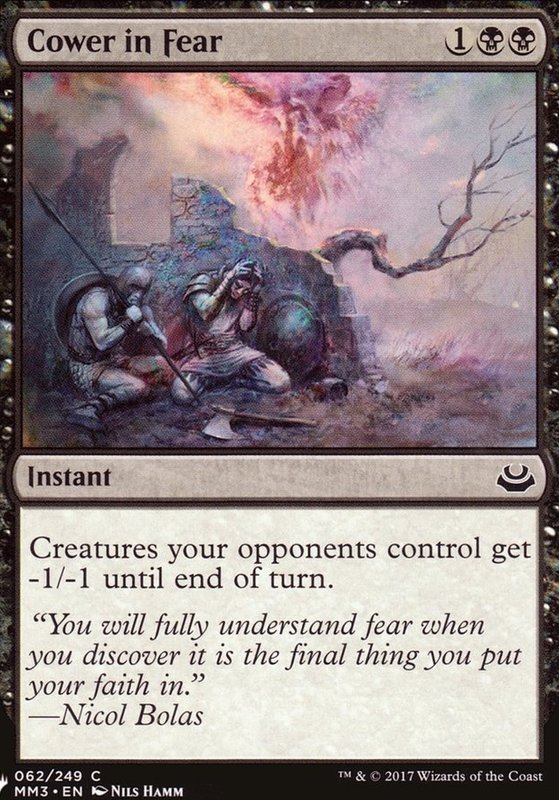 Cower in Fear 1
Instant
Creatures your opponents control get
-1/-1 until end of turn.
“You will fully understand fear when
you discover it is the final thing you put
your faith in.”
—Nicol Bolas
062/249 C
MM3 • EN Nils Hamm
™ & © 2017 Wizards of the Coast